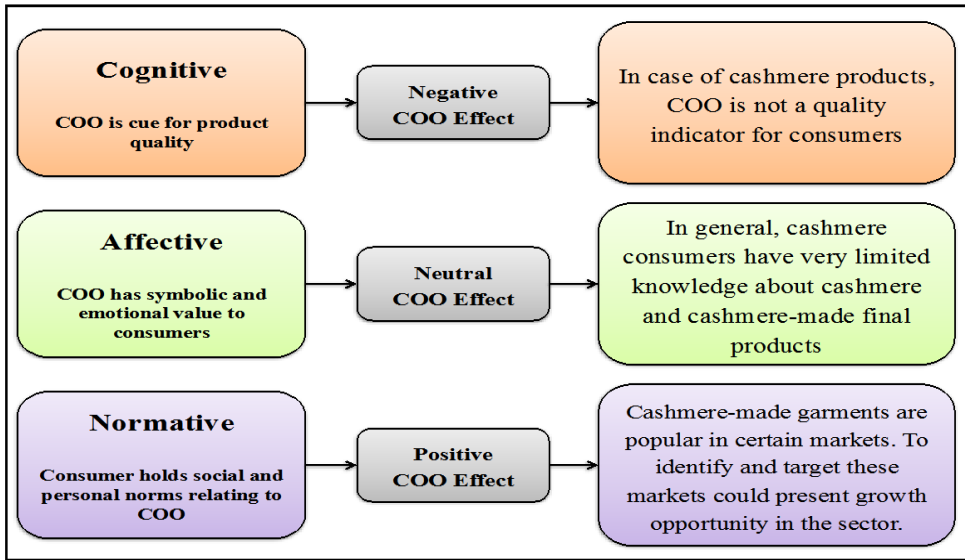 Cognitive
COO is cue for product
quality
Negative
COO Effect
In case of cashmere products,
COO is not a quality
indicator for consumers
Affective
COO has symbolic and
emotional value to
consumers
Neutral
COO Effect
In general, cashmere
consumers have very limited
knowledge about cashmere
and cashmere-made final
products
Normative
Consumer holds social and
personal norms relating to
COO
Positive
COO Effect
Cashmere-made garments are
popular in certain markets. To
identify and target these
markets could present growth
opportunity in the sector.